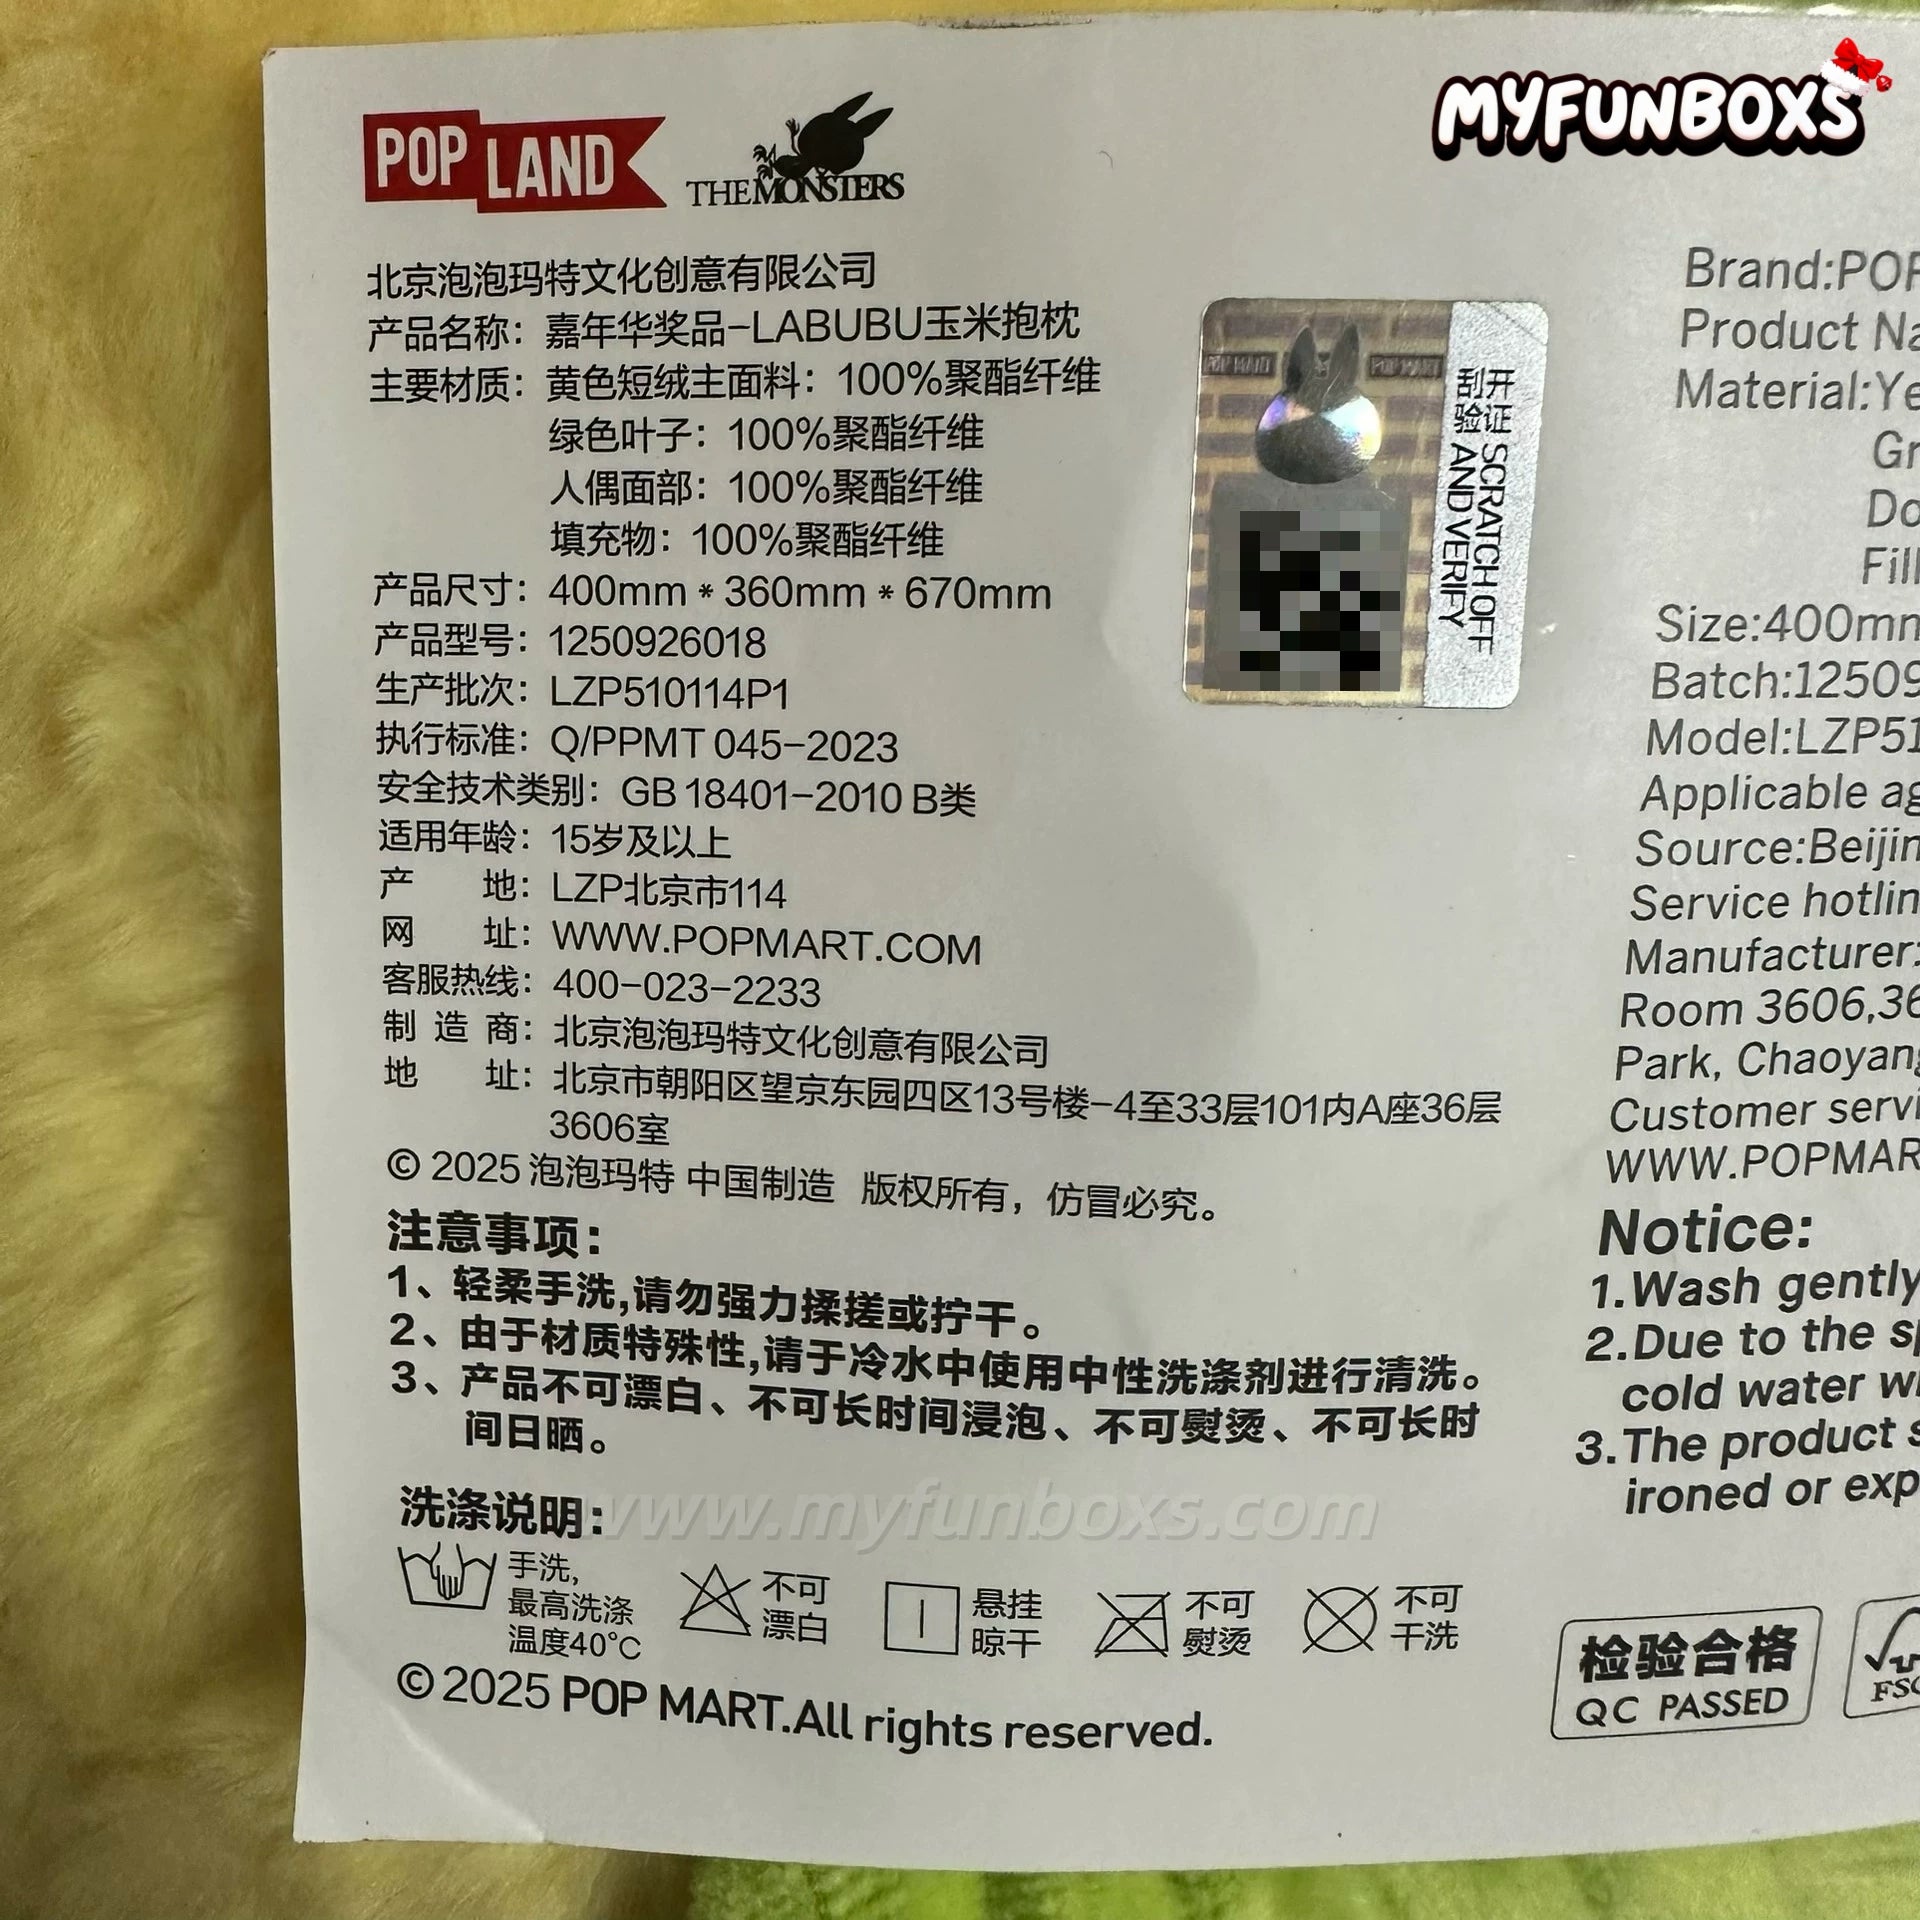 MYFUNBOXS
POP LAND
THE MONSTERS
北京泡泡玛特文化创意有限公司
产品名称：嘉年华奖品-LABUBU玉米抱枕
主要材质：黄色短绒主面料：100%聚酯纤维
绿色叶子：100%聚酯纤维
人偶面部：100%聚酯纤维
填充物：100%聚酯纤维
产品尺寸：400mm*360mm*670mm
产品型号：1250926018
生产批次：LZP510114P1
执行标准：Q/PPMT 045-2023
安全技术类别：GB 18401-2010 B类
适用年龄：15岁及以上
产 地：LZP北京市114
网 址：WWW.POPMART.COM
客服热线：400-023-2233
制 造 商：北京泡泡玛特文化创意有限公司
地 址：北京市朝阳区望京东园四区13号楼-4至33层101内A座36层
3606室
© 2025 泡泡玛特 中国制造 版权所有，仿冒必究。
注意事项：
1、轻柔手洗,请勿强力揉搓或拧干。
2、由于材质特殊性,请于冷水中使用中性洗涤剂进行清洗。
3、产品不可漂白、不可长时间浸泡、不可熨烫、不可长时
间日晒。
洗涤说明：
www.myfunboxs.com
手洗，
最高洗涤
温度40℃
不可
漂白
悬挂
晾干
不可
熨烫
不可
干洗
© 2025 POP MART.All rights reserved.
刮开
验证
SCRATCH OFF
AND VERIFY
Brand:POP
Product Na
Material:Ye
Gr
Do
Fill
Size:400mm
Batch:12509
Model:LZP51
Applicable ag
Source:Beijin
Service hotlin
Manufacturer:
Room 3606,36
Park, Chaoyang
Customer servi
WWW.POPMAR
Notice:
1.Wash gently
2.Due to the sp
cold water w
3.The product s
ironed or exp
检验合格
QC PASSED
FSC